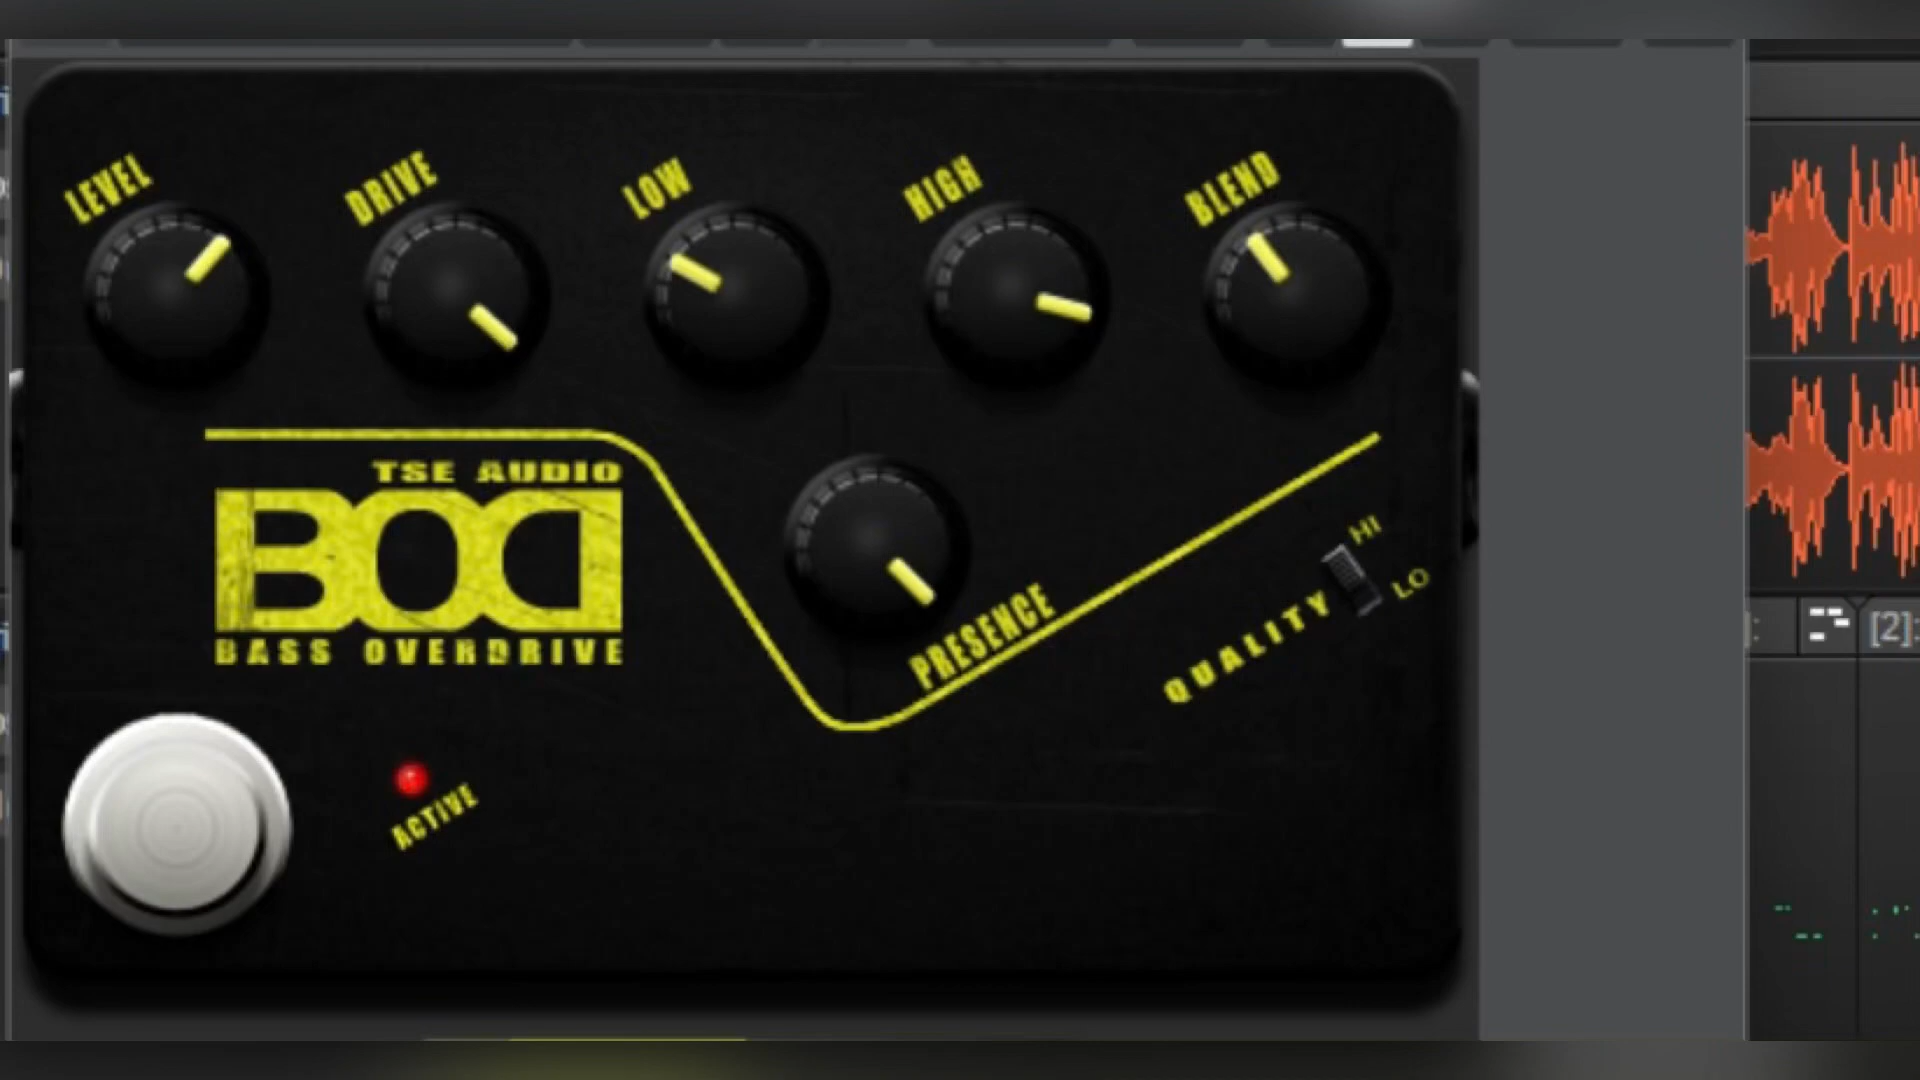 LEVEL
DRIVE
LOW
HIGH
BLEND
TSE AUDIO
BOD
BASS OVERDRIVE
PRESENCE
HI
LO
QUALITY
ACTIVE
[2]: